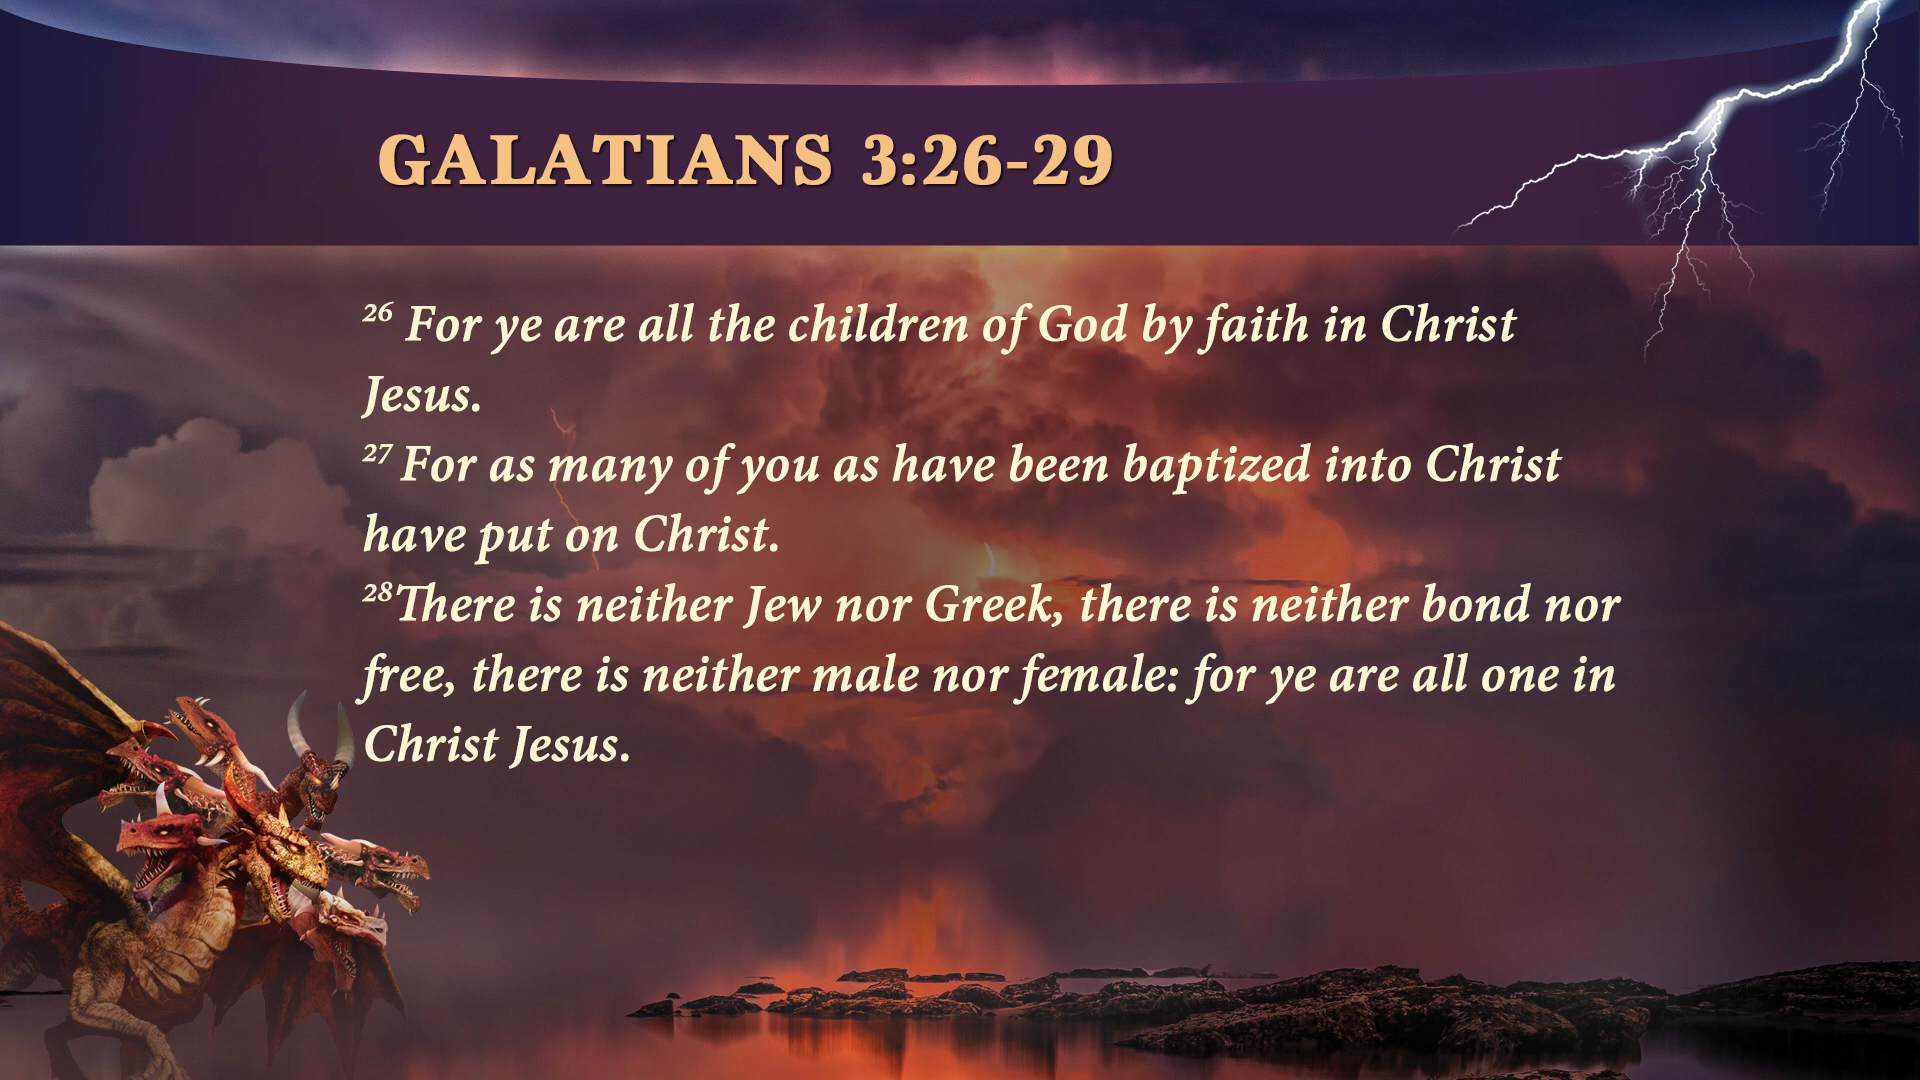 GALATIANS 3:26-29
26 For ye are all the children of God by faith in Christ
Jesus.
27 For as many of you as have been baptized into Christ
have put on Christ.
28There is neither Jew nor Greek, there is neither bond nor
free, there is neither male nor female: for ye are all one in
Christ Jesus.